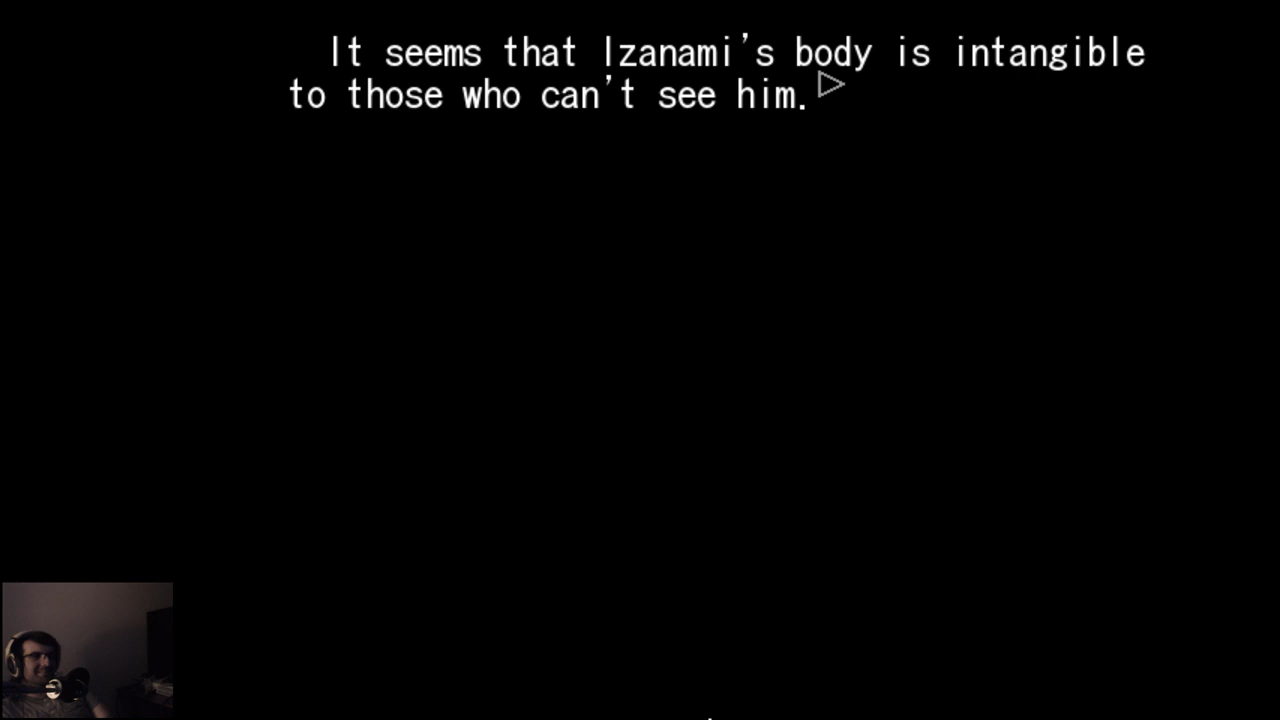 It seems that Izanami's body is intangible
to those who can't see him.